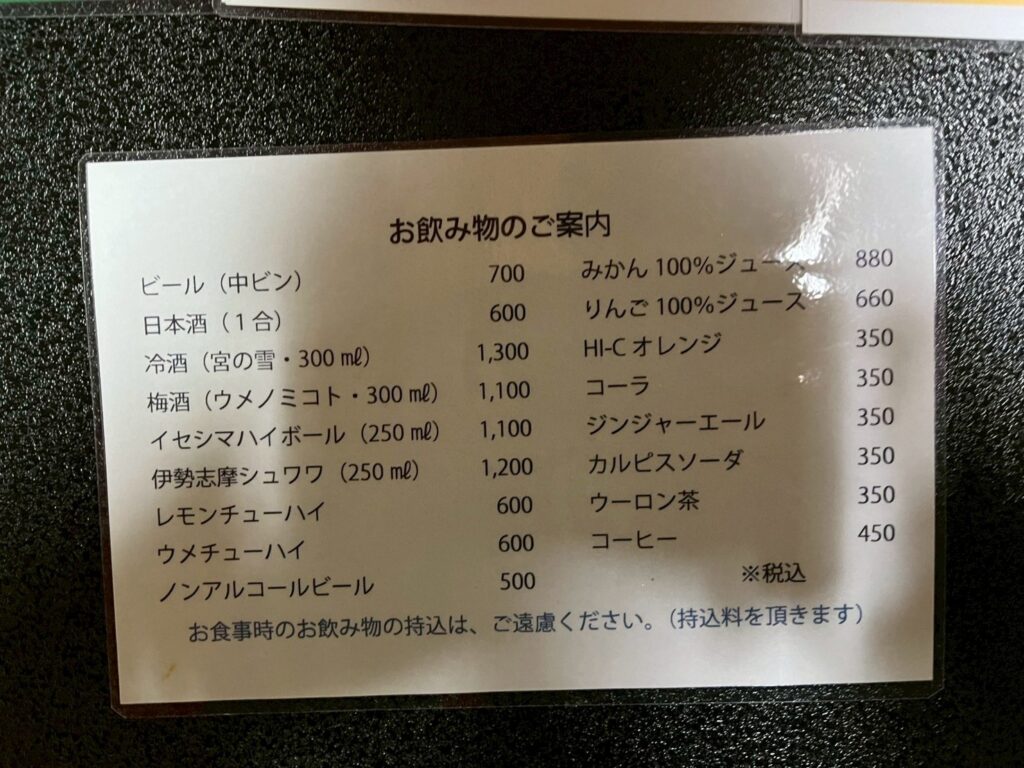 お飲み物のご案内
ビール（中ビン） 700
日本酒（１合） 600
冷酒（宮の雪・300 ㎖） 1,300
梅酒（ウメノミコト・300 ㎖） 1,100
イセシマハイボール（250 ㎖） 1,100
伊勢志摩シュワワ（250 ㎖） 1,200
レモンチューハイ 600
ウメチューハイ 600
ノンアルコールビール 500
みかん 100%ジュース 880
りんご 100%ジュース 660
HI-C オレンジ 350
コーラ 350
ジンジャーエール 350
カルピスソーダ 350
ウーロン茶 350
コーヒー 450
※税込
お食事時のお飲み物の持込は、ご遠慮ください。（持込料を頂きます）